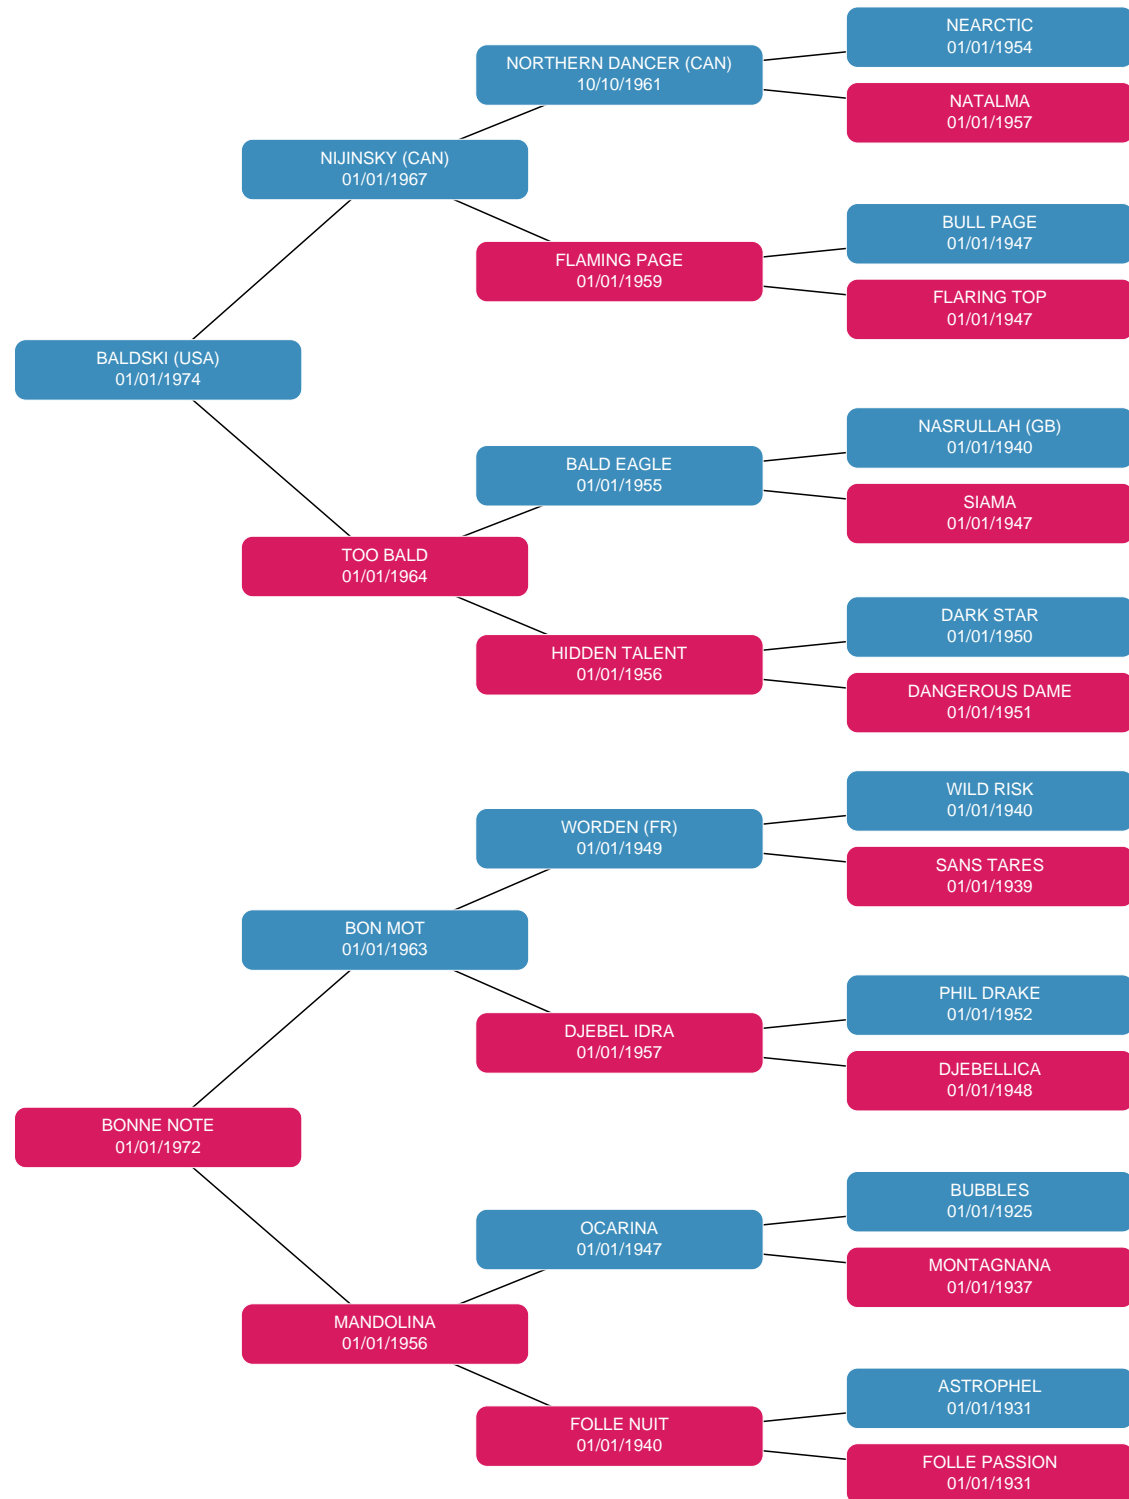 NEARCTIC
01/01/1954
NORTHERN DANCER (CAN)
10/10/1961
NATALMA
01/01/1957
NIJINSKY (CAN)
01/01/1967
BULL PAGE
01/01/1947
FLAMING PAGE
01/01/1959
FLARING TOP
01/01/1947
BALDSKI (USA)
01/01/1974
NASRULLAH (GB)
01/01/1940
BALD EAGLE
01/01/1955
SIAMA
01/01/1947
TOO BALD
01/01/1964
DARK STAR
01/01/1950
HIDDEN TALENT
01/01/1956
DANGEROUS DAME
01/01/1951
WILD RISK
01/01/1940
WORDEN (FR)
01/01/1949
SANS TARES
01/01/1939
BON MOT
01/01/1963
PHIL DRAKE
01/01/1952
DJEBEL IDRA
01/01/1957
DJEBELLICA
01/01/1948
BONNE NOTE
01/01/1972
BUBBLES
01/01/1925
OCARINA
01/01/1947
MONTAGNANA
01/01/1937
MANDOLINA
01/01/1956
ASTROPHEL
01/01/1931
FOLLE NUIT
01/01/1940
FOLLE PASSION
01/01/1931